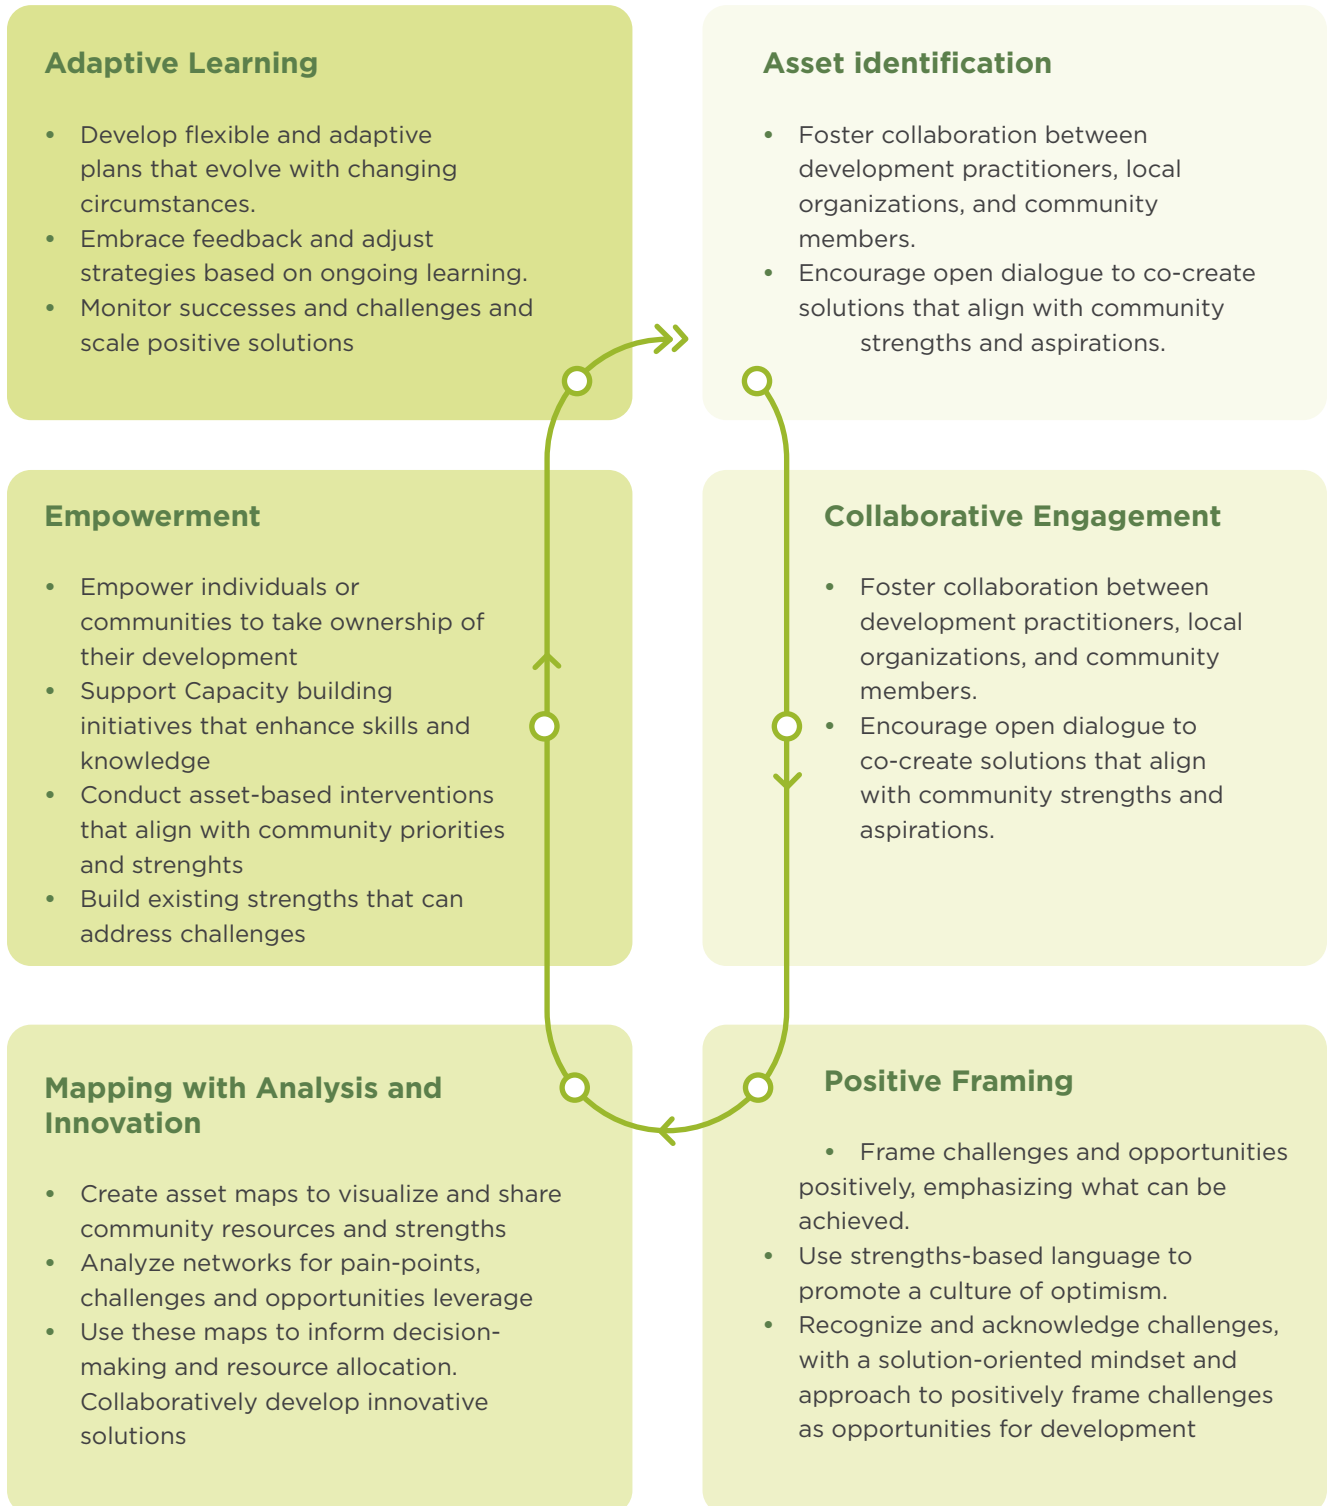 Adaptive Learning
• Develop flexible and adaptive
plans that evolve with changing
circumstances.
• Embrace feedback and adjust
strategies based on ongoing learning.
• Monitor successes and challenges and
scale positive solutions
Asset identification
• Foster collaboration between
development practitioners, local
organizations, and community
members.
• Encourage open dialogue to co-create
solutions that align with community
strengths and aspirations.
Empowerment
• Empower individuals or
communities to take ownership of
their development
• Support Capacity building
initiatives that enhance skills and
knowledge
• Conduct asset-based interventions
that align with community priorities
and strenghts
• Build existing strengths that can
address challenges
Collaborative Engagement
• Foster collaboration between
development practitioners, local
organizations, and community
members.
• Encourage open dialogue to
co-create solutions that align
with community strengths and
aspirations.
Mapping with Analysis and
Innovation
• Create asset maps to visualize and share
community resources and strengths
• Analyze networks for pain-points,
challenges and opportunities leverage
• Use these maps to inform decision-
making and resource allocation.
Collaboratively develop innovative
solutions
Positive Framing
• Frame challenges and opportunities
positively, emphasizing what can be
achieved.
• Use strengths-based language to
promote a culture of optimism.
• Recognize and acknowledge challenges,
with a solution-oriented mindset and
approach to positively frame challenges
as opportunities for development